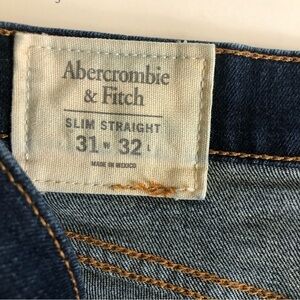 Abercrombie
& Fitch
SLIM STRAIGHT
31 W 32 L
MADE IN MEXICO